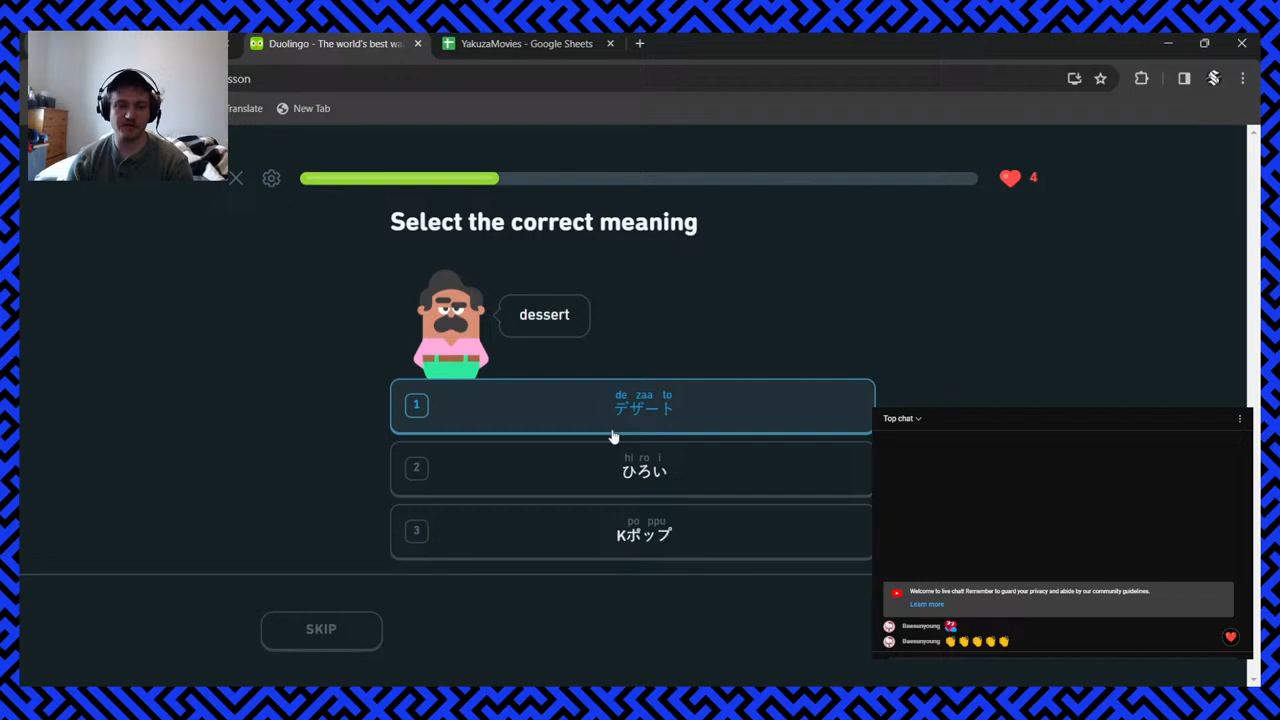 Duolingo - The world's best wa
YakuzaMovies - Google Sheets
sson
Translate
New Tab
4
Select the correct meaning
dessert
1
de zaa to
デザート
2
hi ro i
ひろい
3
po ppu
Kポップ
SKIP
Top chat
Welcome to live chat! Remember to guard your privacy and abide by our community guidelines.
Learn more
Baesunyoung
Baesunyoung